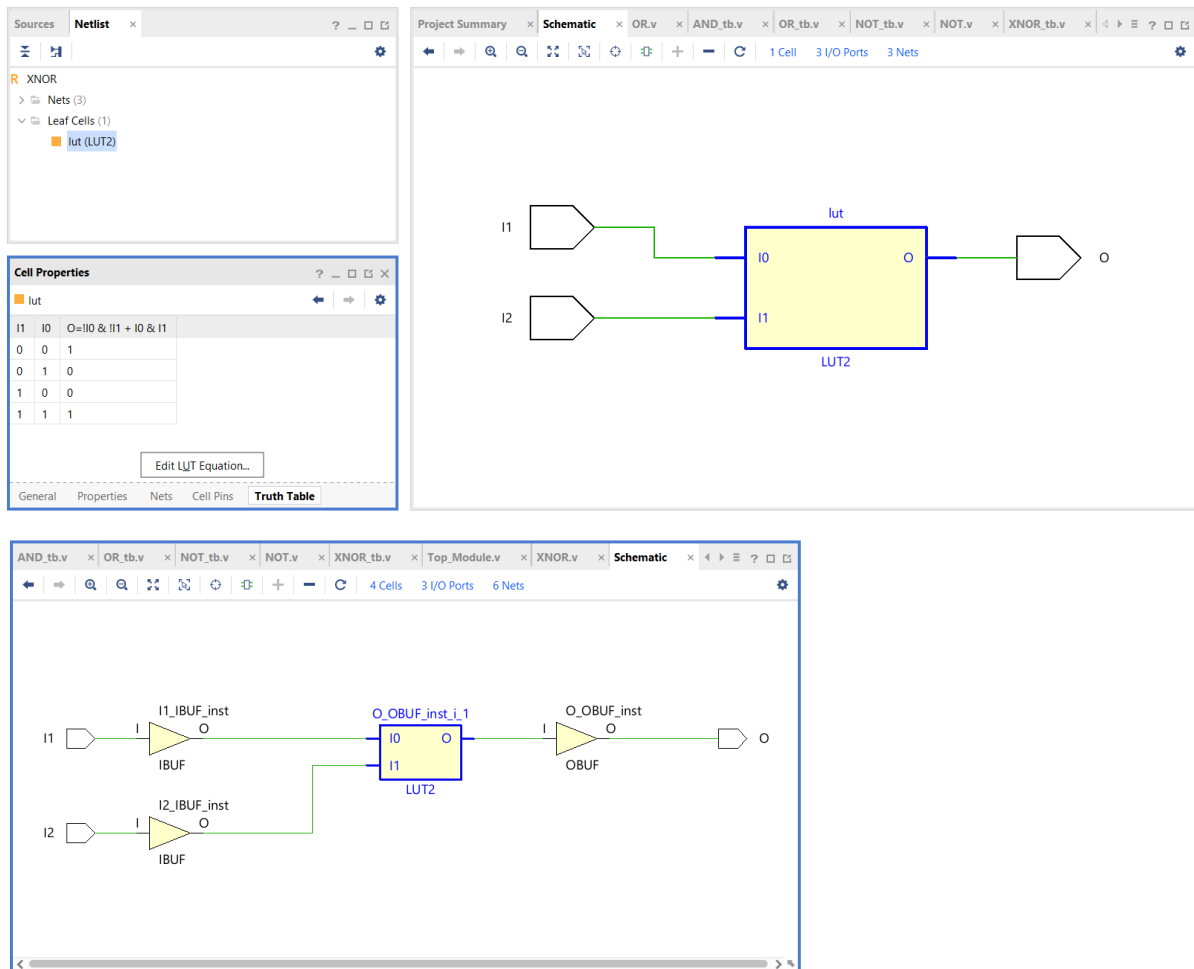 Sources Netlist
XNOR
Nets (3)
Leaf Cells (1)
lut (LUT2)
Cell Properties
lut
I1 I0 O=!I0 & !I1 + I0 & I1
0 0 1
0 1 0
1 0 0
1 1 1
Edit LUT Equation...
General Properties Nets Cell Pins Truth Table
Project Summary Schematic OR.v AND_tb.v OR_tb.v NOT_tb.v NOT.v XNOR_tb.v
1 Cell 3 I/O Ports 3 Nets
lut
I1
I0 O
O
I2
I1
LUT2
AND_tb.v OR_tb.v NOT_tb.v NOT.v XNOR_tb.v Top_Module.v XNOR.v Schematic
4 Cells 3 I/O Ports 6 Nets
I1_IBUF_inst O_OBUF_inst_i_1 O_OBUF_inst
I O I O
I1 I0 O O
IBUF I1 OBUF
LUT2
I2_IBUF_inst
I O
I2
IBUF